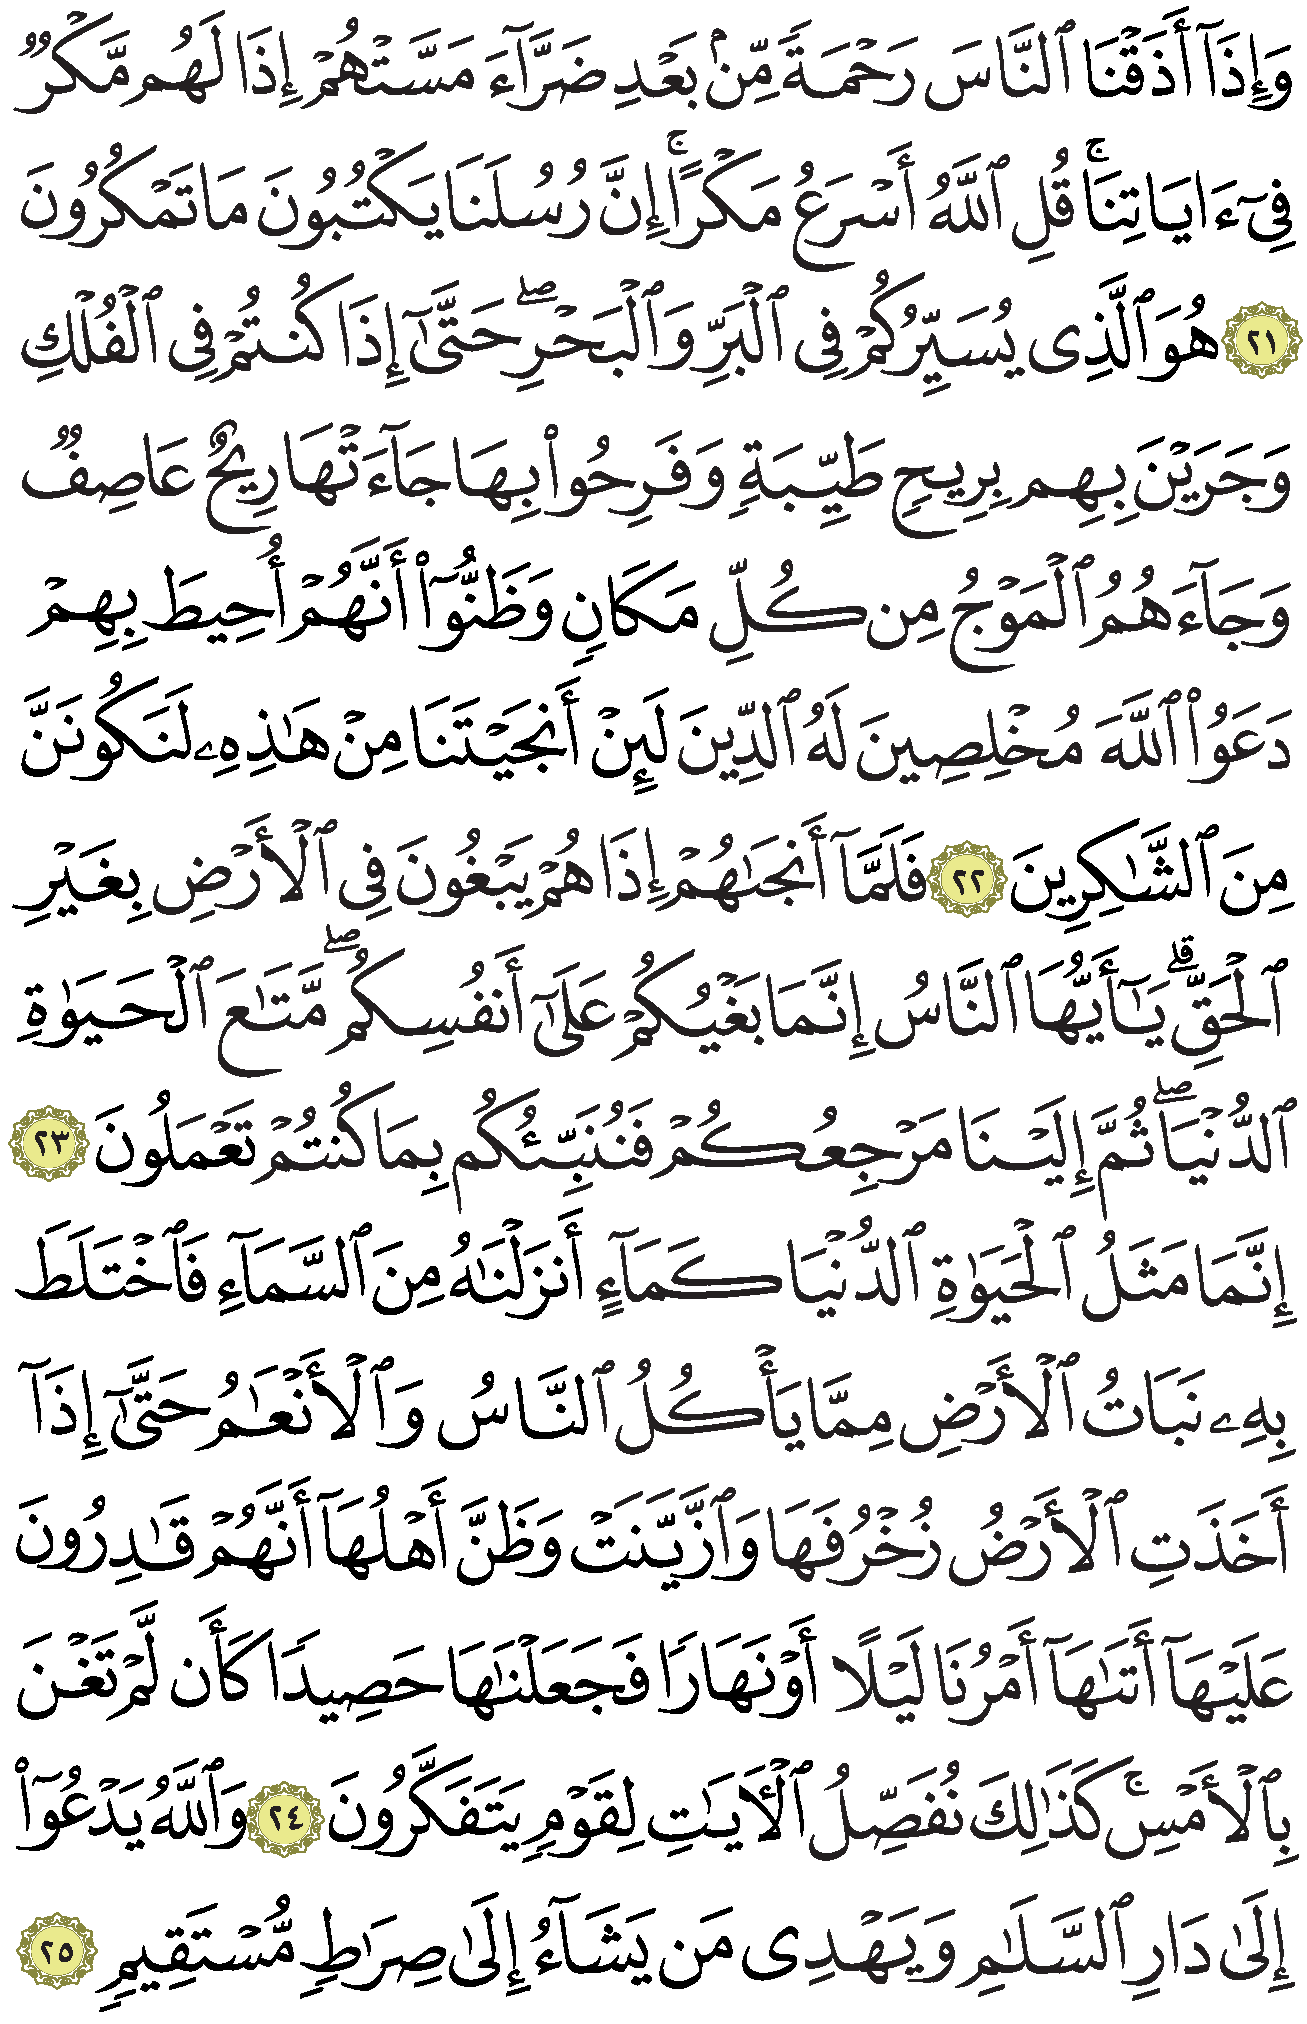 وَإِذَآ أَذَقۡنَا ٱلنَّاسَ رَحۡمَةٗ مِّنۢ بَعۡدِ ضَرَّآءَ مَسَّتۡهُمۡ إِذَا لَهُم مَّكۡرٞ
فِيٓ ءَايَاتِنَاۚ قُلِ ٱللَّهُ أَسۡرَعُ مَكۡرًاۚ إِنَّ رُسُلَنَا يَكۡتُبُونَ مَا تَمۡكُرُونَ
٢١ هُوَ ٱلَّذِي يُسَيِّرُكُمۡ فِي ٱلۡبَرِّ وَٱلۡبَحۡرِۖ حَتَّىٰٓ إِذَا كُنتُمۡ فِي ٱلۡفُلۡكِ
وَجَرَيۡنَ بِهِم بِرِيحٖ طَيِّبَةٖ وَفَرِحُواْ بِهَا جَآءَتۡهَا رِيحٌ عَاصِفٞ
وَجَآءَهُمُ ٱلۡمَوۡجُ مِن كُلِّ مَكَانٖ وَظَنُّوٓاْ أَنَّهُمۡ أُحِيطَ بِهِمۡ
دَعَوُاْ ٱللَّهَ مُخۡلِصِينَ لَهُ ٱلدِّينَ لَئِنۡ أَنجَيۡتَنَا مِنۡ هَٰذِهِۦ لَنَكُونَنَّ
مِنَ ٱلشَّٰكِرِينَ ٢٢ فَلَمَّآ أَنجَىٰهُمۡ إِذَا هُمۡ يَبۡغُونَ فِي ٱلۡأَرۡضِ بِغَيۡرِ
ٱلۡحَقِّۗ يَٰٓأَيُّهَا ٱلنَّاسُ إِنَّمَا بَغۡيُكُمۡ عَلَىٰٓ أَنفُسِكُمۖ مَّتَٰعَ ٱلۡحَيَوٰةِ
ٱلدُّنۡيَاۖ ثُمَّ إِلَيۡنَا مَرۡجِعُكُمۡ فَنُنَبِّئُكُم بِمَا كُنتُمۡ تَعۡمَلُونَ ٢٣
إِنَّمَا مَثَلُ ٱلۡحَيَوٰةِ ٱلدُّنۡيَا كَمَآءٍ أَنزَلۡنَٰهُ مِنَ ٱلسَّمَآءِ فَٱخۡتَلَطَ
بِهِۦ نَبَاتُ ٱلۡأَرۡضِ مِمَّا يَأۡكُلُ ٱلنَّاسُ وَٱلۡأَنۡعَٰمُ حَتَّىٰٓ إِذَآ
أَخَذَتِ ٱلۡأَرۡضُ زُخۡرُفَهَا وَٱزَّيَّنَتۡ وَظَنَّ أَهۡلُهَآ أَنَّهُمۡ قَٰدِرُونَ
عَلَيۡهَآ أَتَىٰهَآ أَمۡرُنَا لَيۡلًا أَوۡ نَهَارٗا فَجَعَلۡنَٰهَا حَصِيدٗا كَأَن لَّمۡ تَغۡنَ
بِٱلۡأَمۡسِۚ كَذَٰلِكَ نُفَصِّلُ ٱلۡأٓيَٰتِ لِقَوۡمٖ يَتَفَكَّرُونَ ٢٤ وَٱللَّهُ يَدۡعُوٓاْ
إِلَىٰ دَارِ ٱلسَّلَٰمِ وَيَهۡدِي مَن يَشَآءُ إِلَىٰ صِرَٰطٖ مُّسۡتَقِيمٖ ٢٥